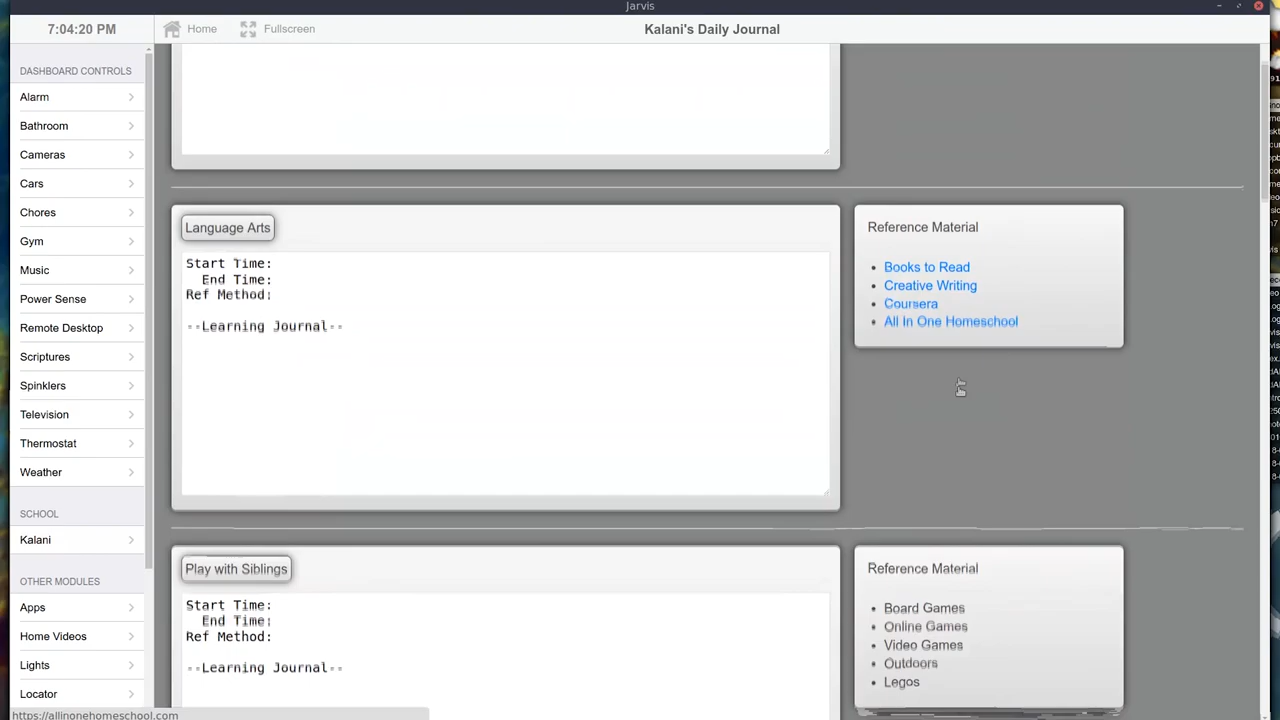 Jarvis
7:04:20 PM
Home
Fullscreen
Kalani's Daily Journal
DASHBOARD CONTROLS
Alarm
Bathroom
Cameras
Cars
Chores
Gym
Music
Power Sense
Remote Desktop
Scriptures
Spinklers
Television
Thermostat
Weather
SCHOOL
Kalani
OTHER MODULES
Apps
Home Videos
Lights
Locator
Language Arts
Start Time:
End Time:
Ref Method:
--Learning Journal--
Reference Material
Books to Read
Creative Writing
Coursera
All In One Homeschool
Play with Siblings
Start Time:
End Time:
Ref Method:
--Learning Journal--
Reference Material
Board Games
Online Games
Video Games
Outdoors
Legos
https://allinonehomeschool.com